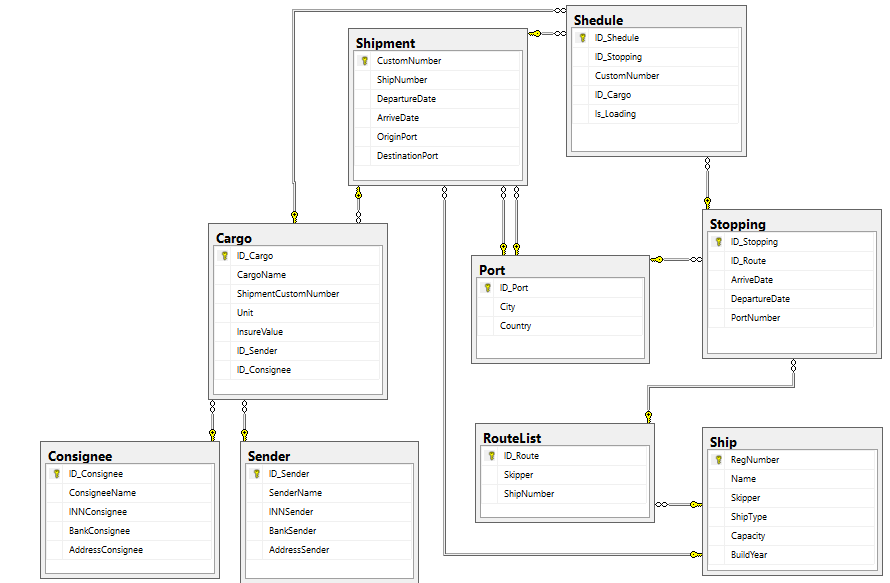 Shedule
ID_Shedule
ID_Stopping
CustomNumber
ID_Cargo
Is_Loading
Shipment
CustomNumber
ShipNumber
DepartureDate
ArriveDate
OriginPort
DestinationPort
Cargo
ID_Cargo
CargoName
ShipmentCustomNumber
Unit
InsureValue
ID_Sender
ID_Consignee
Port
ID_Port
City
Country
Stopping
ID_Stopping
ID_Route
ArriveDate
DepartureDate
PortNumber
Consignee
ID_Consignee
ConsigneeName
INNConsignee
BankConsignee
AddressConsignee
Sender
ID_Sender
SenderName
INNSender
BankSender
AddressSender
RouteList
ID_Route
Skipper
ShipNumber
Ship
RegNumber
Name
Skipper
ShipType
Capacity
BuildYear